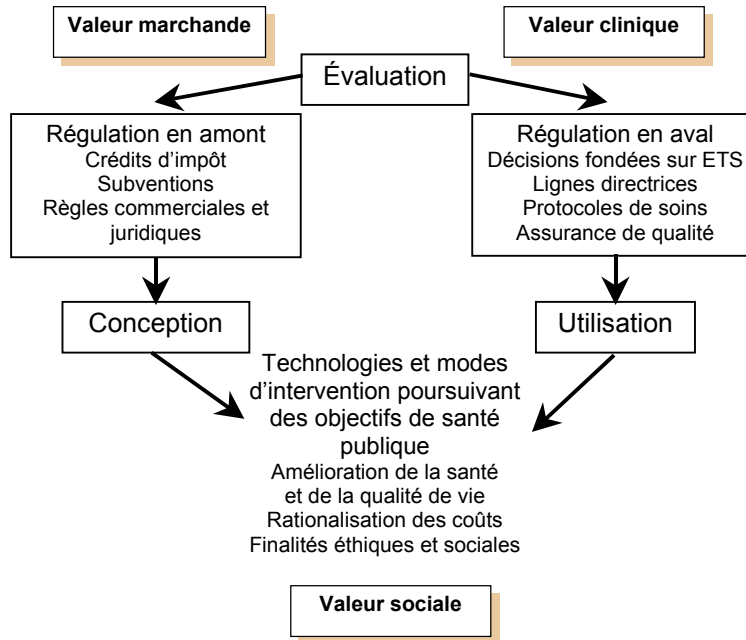 Valeur marchande
Valeur clinique
Évaluation
Régulation en amont
Crédits d’impôt
Subventions
Règles commerciales et
juridiques
Régulation en aval
Décisions fondées sur ETS
Lignes directrices
Protocoles de soins
Assurance de qualité
Conception
Utilisation
Technologies et modes
d’intervention poursuivant
des objectifs de santé
publique
Amélioration de la santé
et de la qualité de vie
Rationalisation des coûts
Finalités éthiques et sociales
Valeur sociale